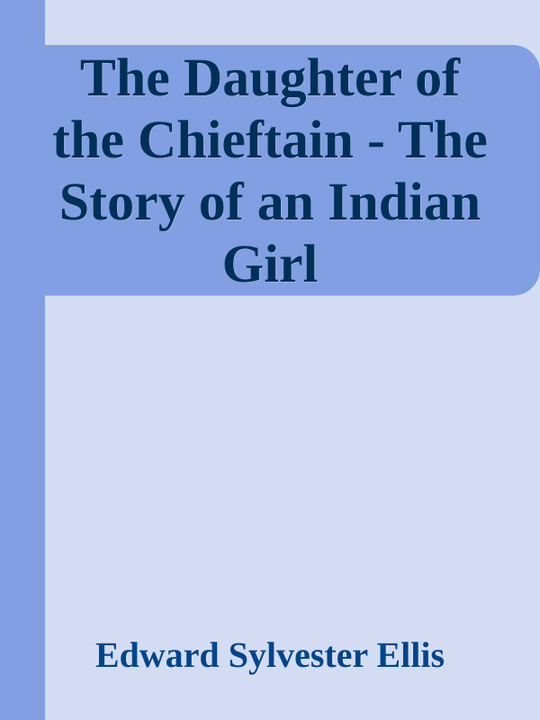 The Daughter of
the Chieftain - The
Story of an Indian
Girl
Edward Sylvester Ellis